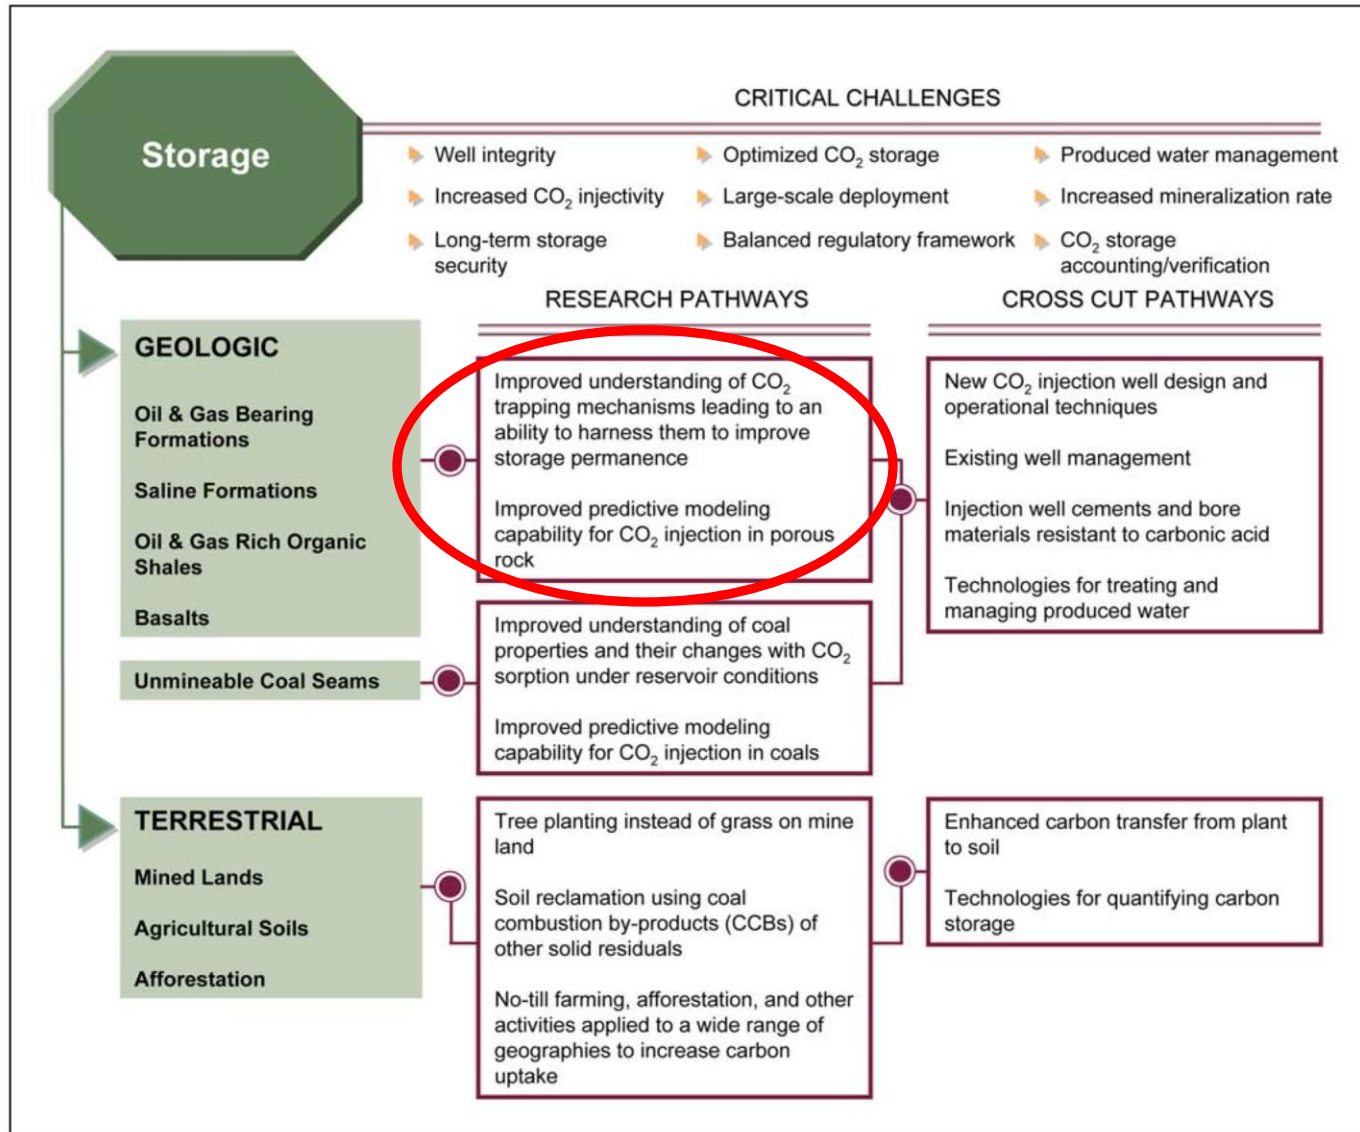 Storage
CRITICAL CHALLENGES
Well integrity
Increased CO₂ injectivity
Long-term storage
security
Optimized CO₂ storage
Large-scale deployment
Balanced regulatory framework
Produced water management
Increased mineralization rate
CO₂ storage
accounting/verification
RESEARCH PATHWAYS
CROSS CUT PATHWAYS
GEOLOGIC
Oil & Gas Bearing
Formations
Saline Formations
Oil & Gas Rich Organic
Shales
Basalts
Improved understanding of CO₂
trapping mechanisms leading to an
ability to harness them to improve
storage permanence
Improved predictive modeling
capability for CO₂ injection in porous
rock
New CO₂ injection well design and
operational techniques
Existing well management
Injection well cements and bore
materials resistant to carbonic acid
Technologies for treating and
managing produced water
Unmineable Coal Seams
Improved understanding of coal
properties and their changes with CO₂
sorption under reservoir conditions
Improved predictive modeling
capability for CO₂ injection in coals
TERRESTRIAL
Mined Lands
Agricultural Soils
Afforestation
Tree planting instead of grass on mine
land
Soil reclamation using coal
combustion by-products (CCBs) of
other solid residuals
No-till farming, afforestation, and other
activities applied to a wide range of
geographies to increase carbon
uptake
Enhanced carbon transfer from plant
to soil
Technologies for quantifying carbon
storage